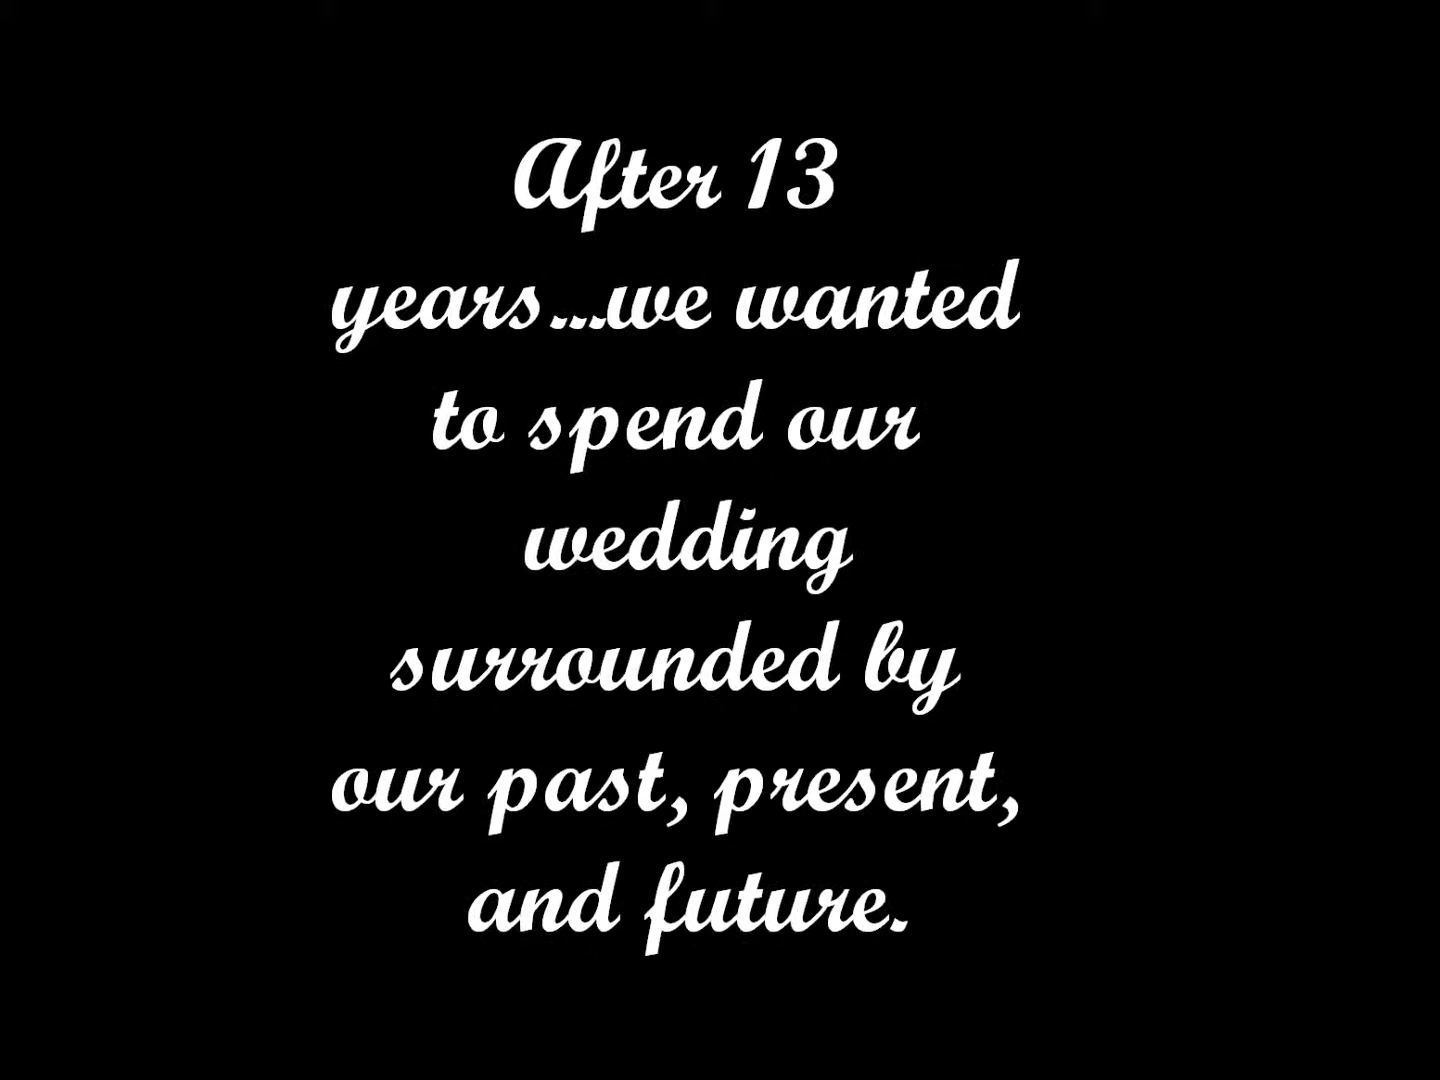 After 13
years...we wanted
to spend our
wedding
surrounded by
our past, present,
and future.